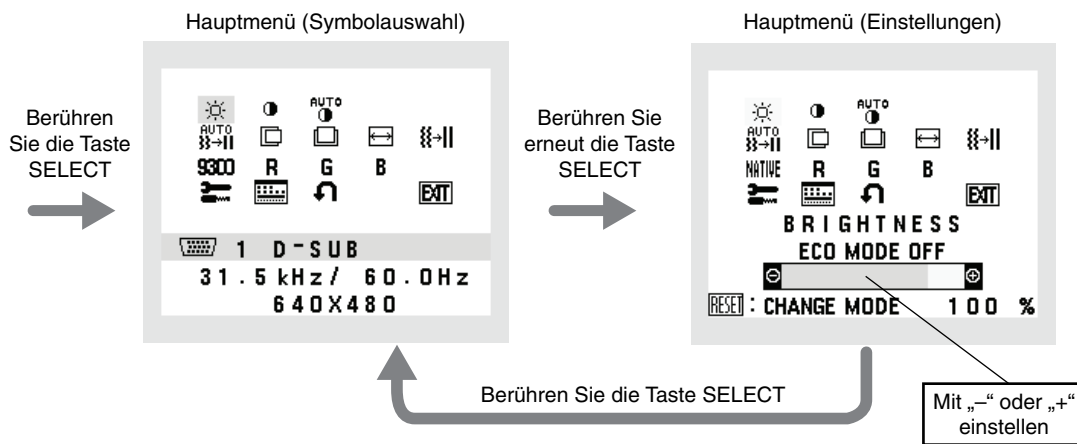 Hauptmenü (Symbolauswahl)
Hauptmenü (Einstellungen)
Berühren
Sie die Taste
SELECT
AUTO
AUTO
9300 R G B
EXIT
1 D-SUB
31.5 kHz/ 60.0Hz
640X480
Berühren Sie
erneut die Taste
SELECT
AUTO
AUTO
NATIVE R G B
EXIT
BRIGHTNESS
ECO MODE OFF
RESET : CHANGE MODE 100 %
Berühren Sie die Taste SELECT
Mit „–“ oder „+“
einstellen